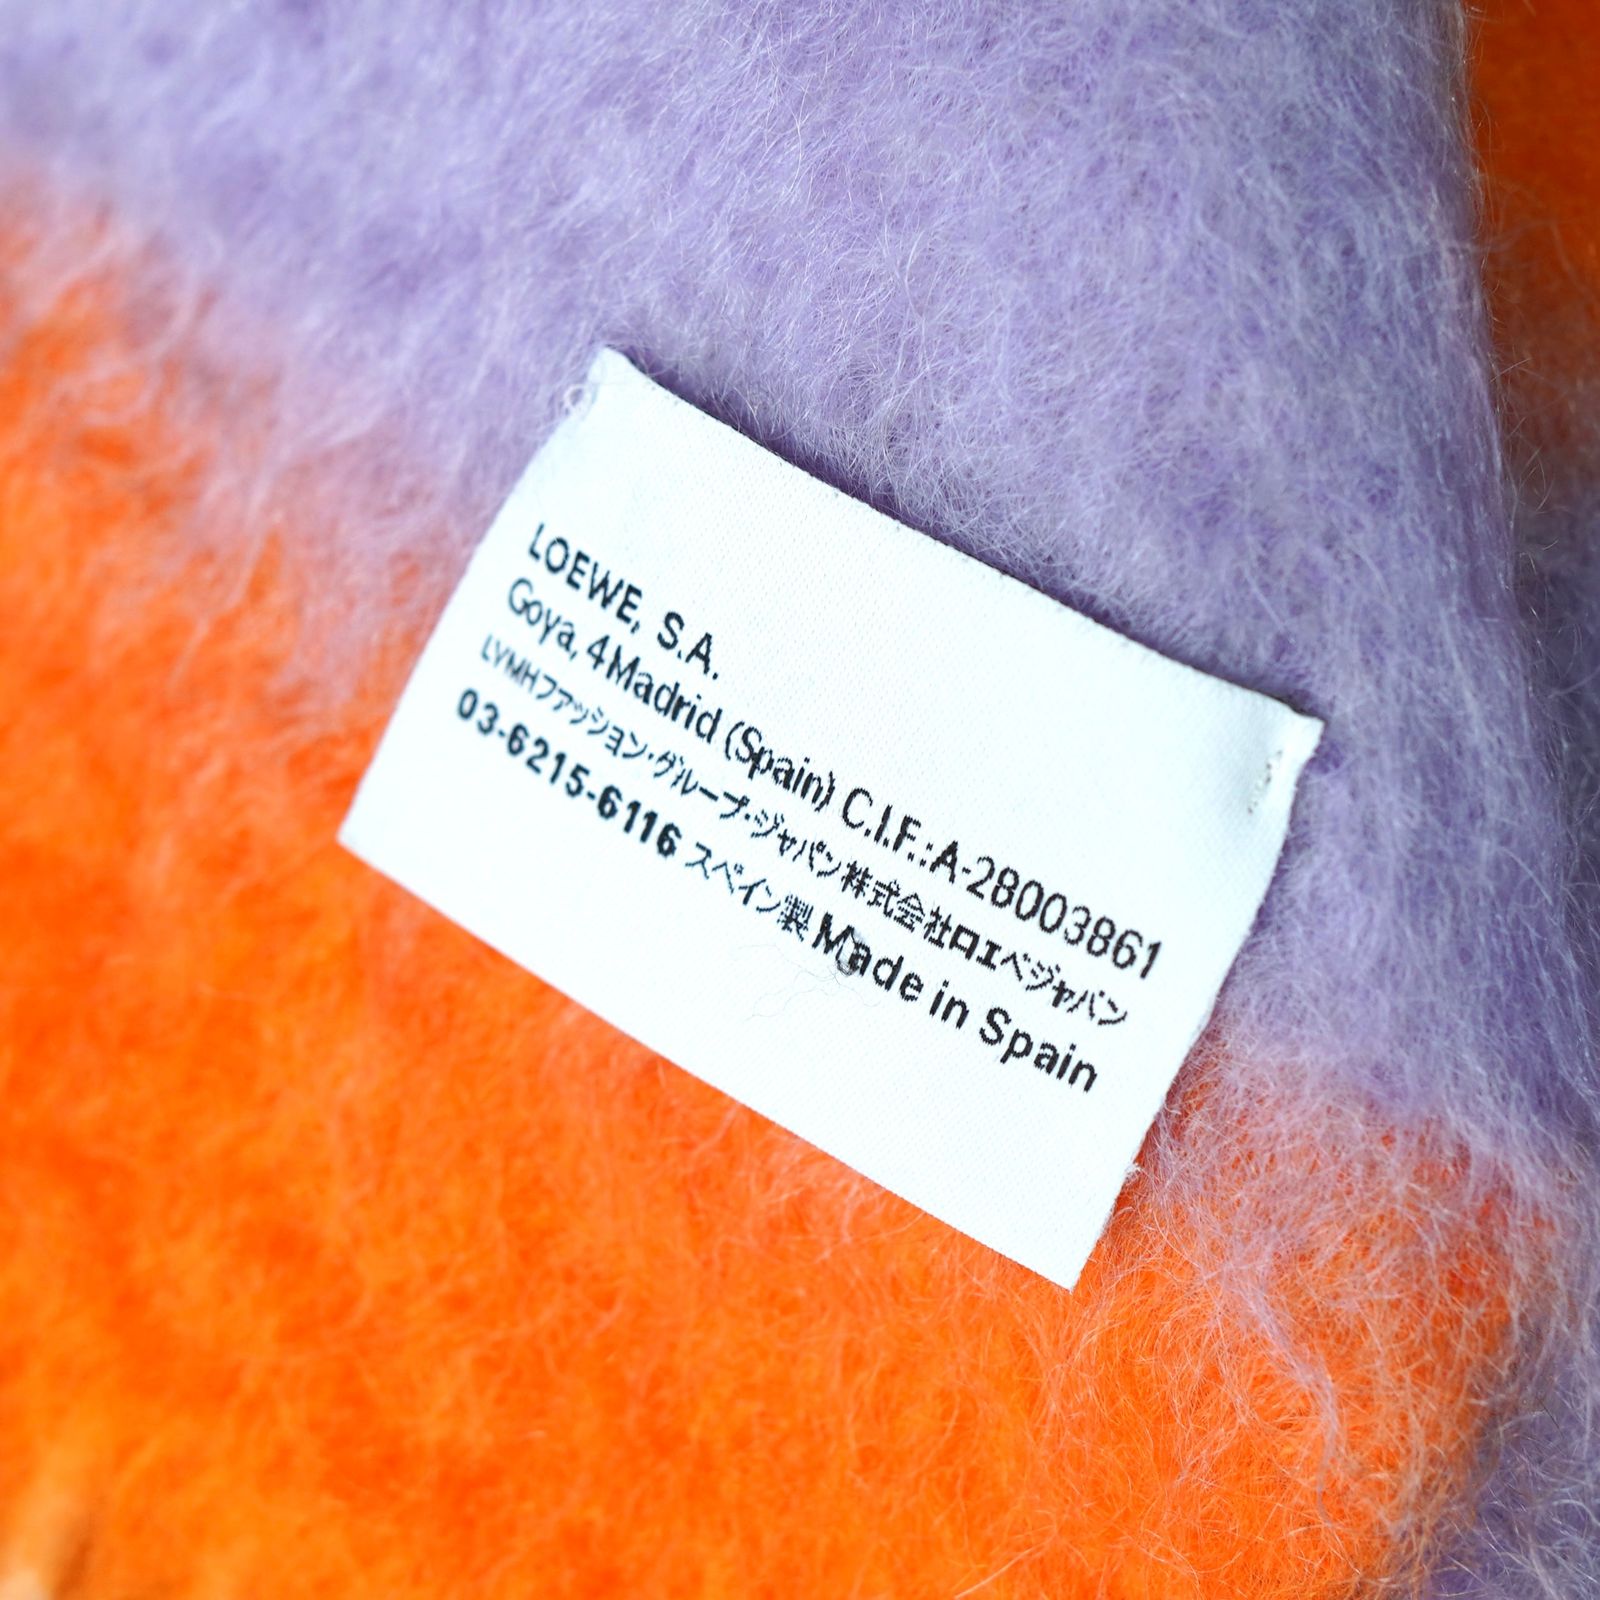 LOEWE, S.A.
Goya, 4 Madrid (Spain) C.I.F.: A-28003861
LVMHファッション・グループ・ジャパン株式会社ロエベジャパン
03-6215-6116 スペイン製 Made in Spain